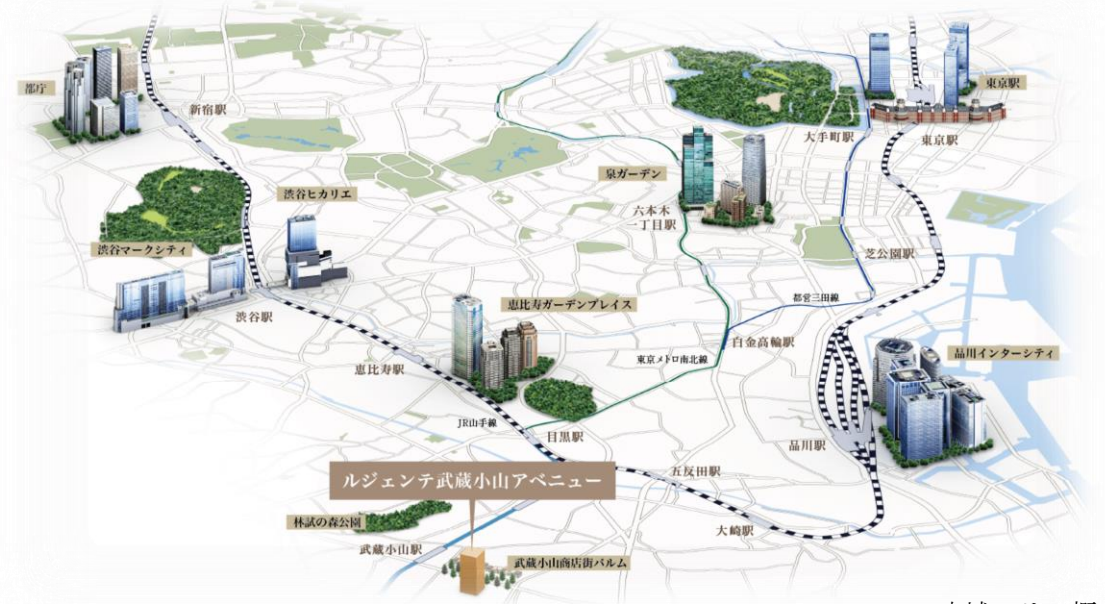 都庁
新宿駅
東京駅
大手町駅
東京駅
泉ガーデン
六本木
一丁目駅
渋谷ヒカリエ
渋谷マークシティ
芝公園駅
都営三田線
恵比寿ガーデンプレイス
渋谷駅
白金高輪駅
東京メトロ南北線
品川インターシティ
恵比寿駅
JR山手線
目黒駅
品川駅
五反田駅
ルジェンテ武蔵小山アベニュー
林試の森公園
大崎駅
武蔵小山駅
武蔵小山商店街パルム